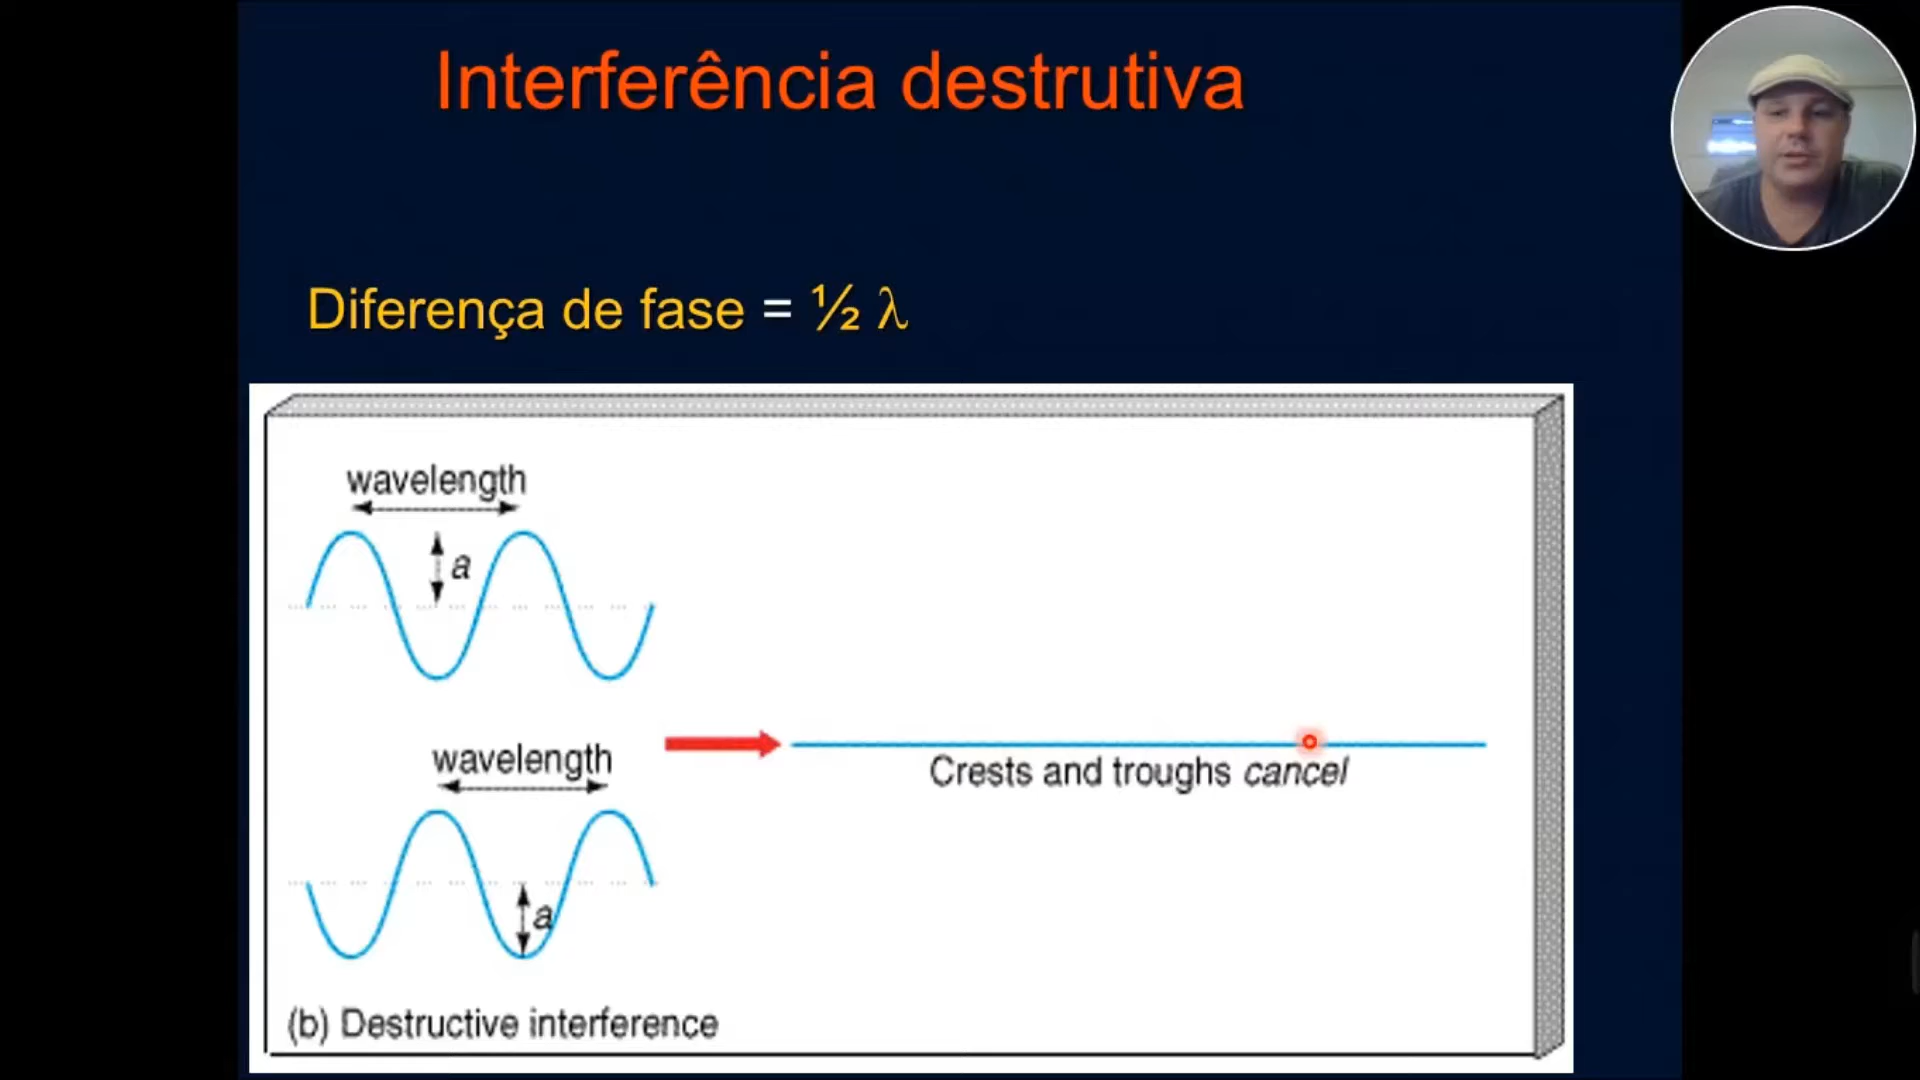 Interferência destrutiva
Diferença de fase = ½ λ
wavelength
a
wavelength
Crests and troughs cancel
a
(b) Destructive interference